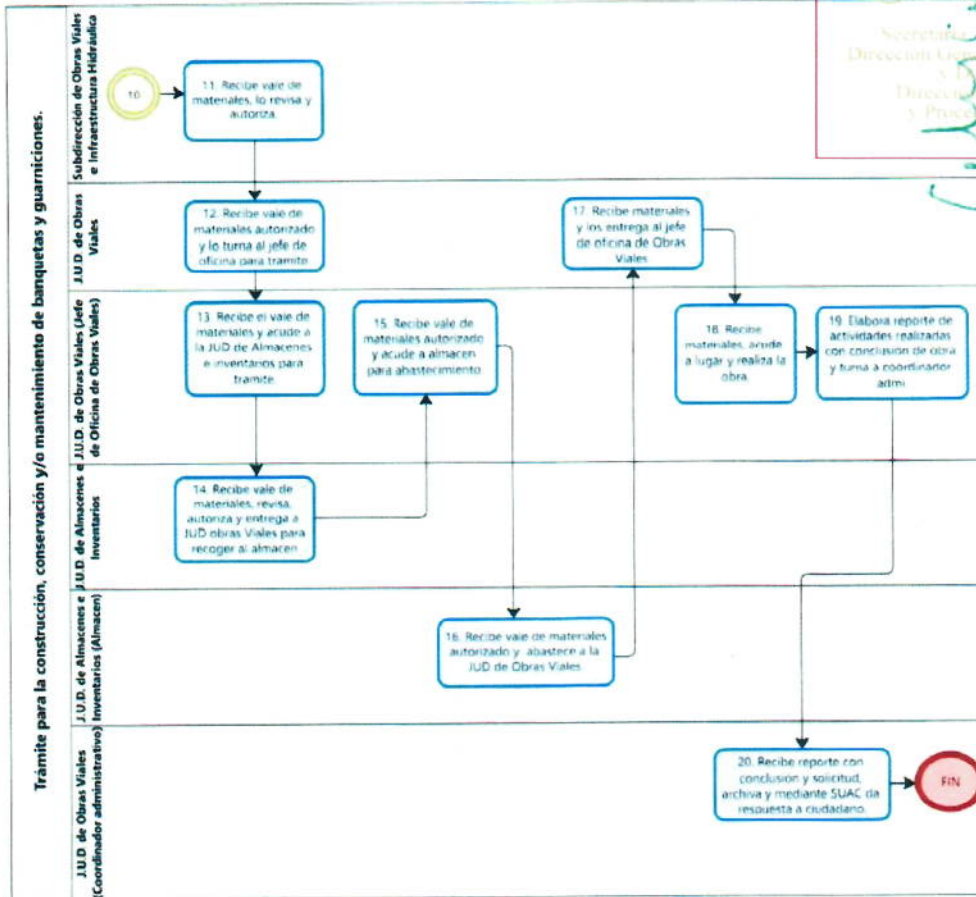 Trámite para la construcción, conservación y/o mantenimiento de banquetas y guarniciones.
Subdirección de Obras Viales
e Infraestructura Hidráulica
10
11. Recibe vale de
materiales, lo revisa y
autoriza.
Secretaría
Dirección
Dirección
y Proce
J.U.D. de Obras
Viales
12. Recibe vale de
materiales autorizado
y lo turna al jefe de
oficina para tramite
17. Recibe materiales
y los entrega al jefe
de oficina de Obras
Viales
J.U.D. de Obras Viales (Jefe
de Oficina de Obras Viales)
13. Recibe el vale de
materiales y acude a
la JUD de Almacenes
e inventarios para
tramite.
15. Recibe vale de
materiales autorizado
y acude a almacen
para abastecimiento
18. Recibe
materiales, acude
a lugar y realiza la
obra.
19. Elabora reporte de
actividades realizadas
con conclusión de obra
y turna a coordinador
admi
J.U.D. de Almacenes e
Inventarios
14. Recibe vale de
materiales, revisa,
autoriza y entrega a
JUD obras Viales para
recoger al almacen
J.U.D. de Almacenes e
Inventarios (Almacen)
16. Recibe vale de materiales
autorizado y abastece a la
JUD de Obras Viales
J.U.D. de Obras Viales
(Coordinador administrativo)
20. Recibe reporte con
conclusión y solicitud,
archiva y mediante SUAC da
respuesta a ciudadano.
FIN